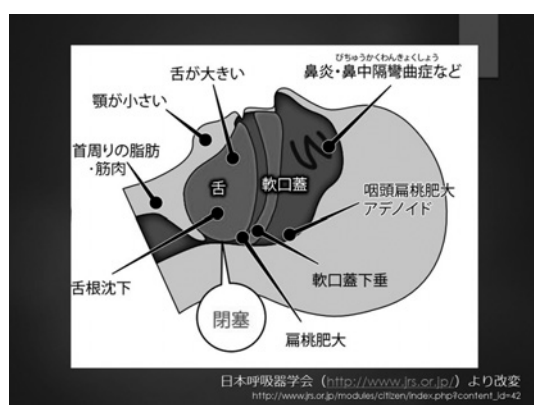 舌が大きい
びちゅうかくわんきょくしょう
鼻炎・鼻中隔彎曲症など
顎が小さい
首周りの脂肪
・筋肉
舌
軟口蓋
咽頭扁桃肥大
アデノイド
舌根沈下
軟口蓋下垂
閉塞
扁桃肥大
日本呼吸器学会（http://www.jrs.or.jp/）より改変
http://www.jrs.or.jp/modules/citizen/index.php?content_id=42